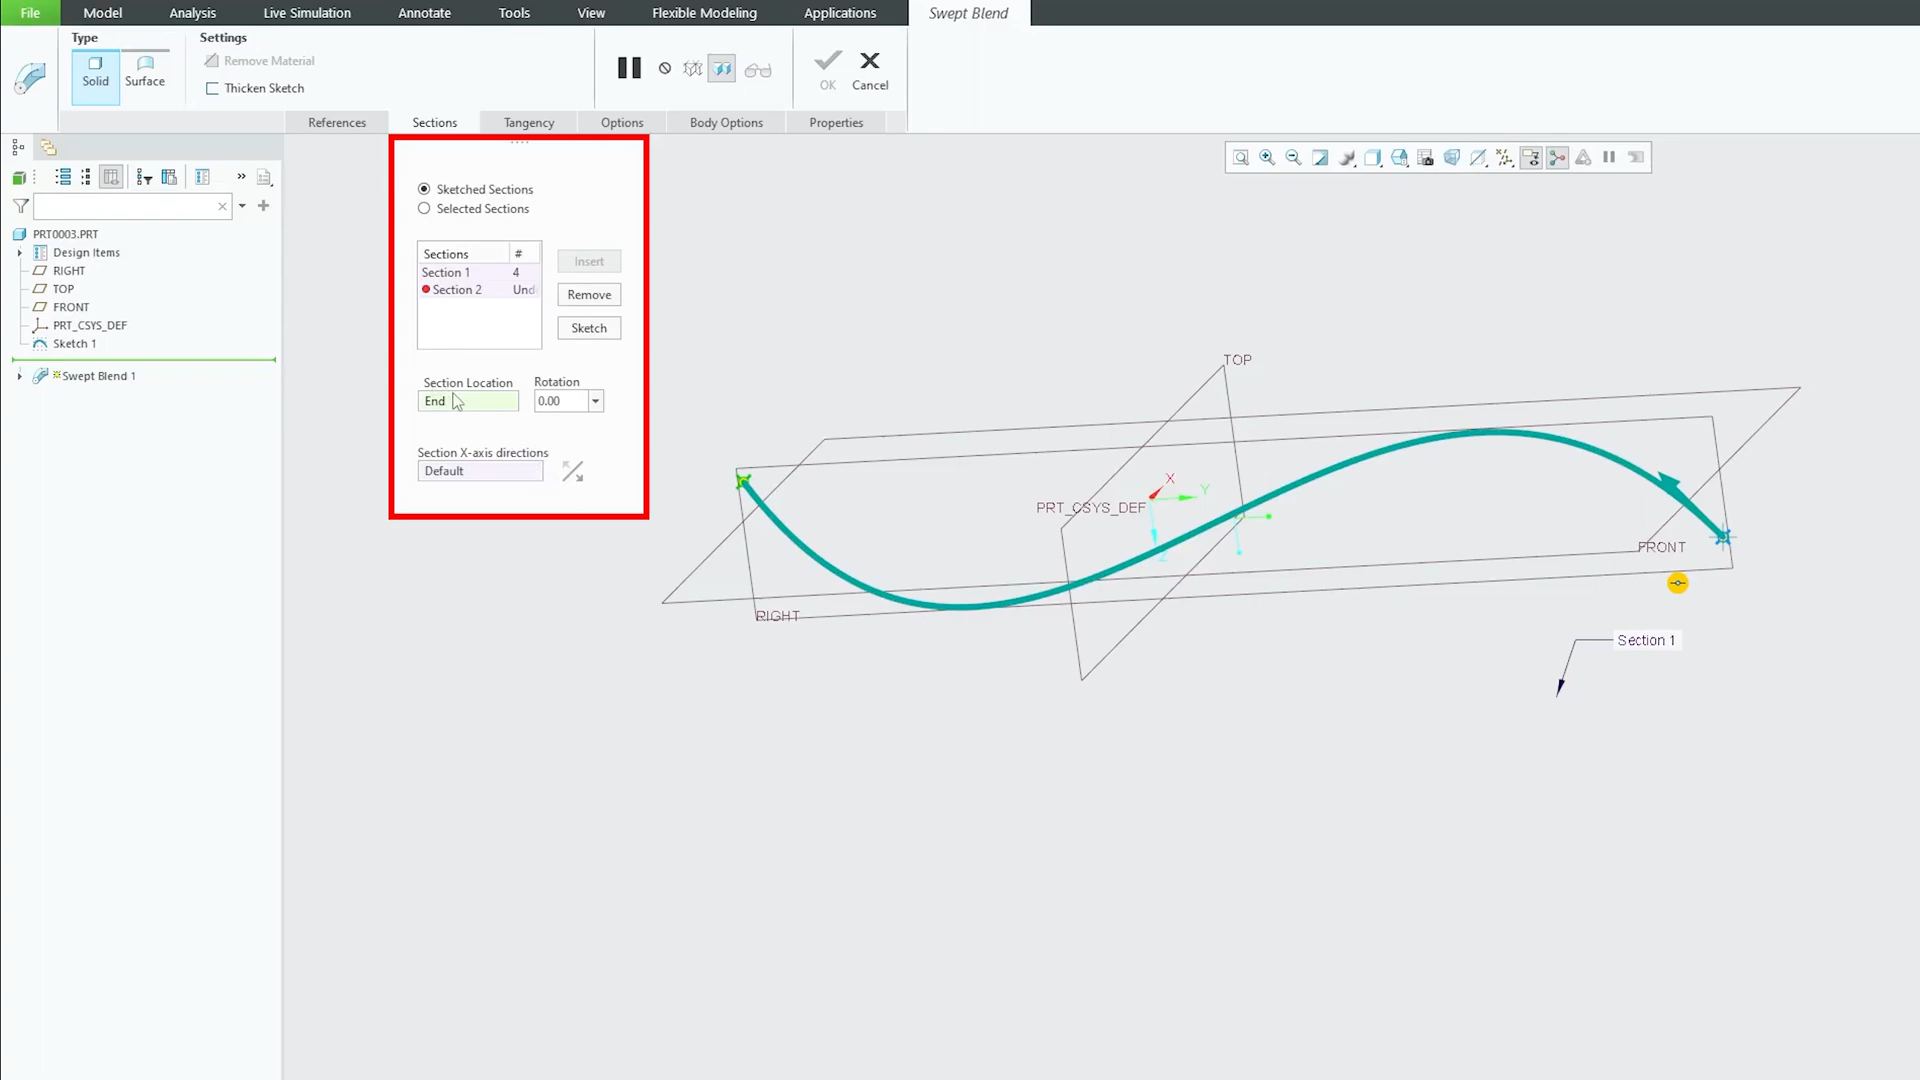 File Model Analysis Live Simulation Annotate Tools View Flexible Modeling Applications Swept Blend
Type Settings
Solid Surface
Remove Material
Thicken Sketch
OK Cancel
References Sections Tangency Options Body Options Properties
Sketched Sections
Selected Sections
Sections #
Section 1 4
Section 2 Und
Insert
Remove
Sketch
Section Location Rotation
End 0.00
Section X-axis directions
Default
PRT0003.PRT
Design Items
RIGHT
TOP
FRONT
PRT_CSYS_DEF
Sketch 1
Swept Blend 1
TOP
X
Y
PRT_CSYS_DEF
Z
FRONT
RIGHT
Section 1